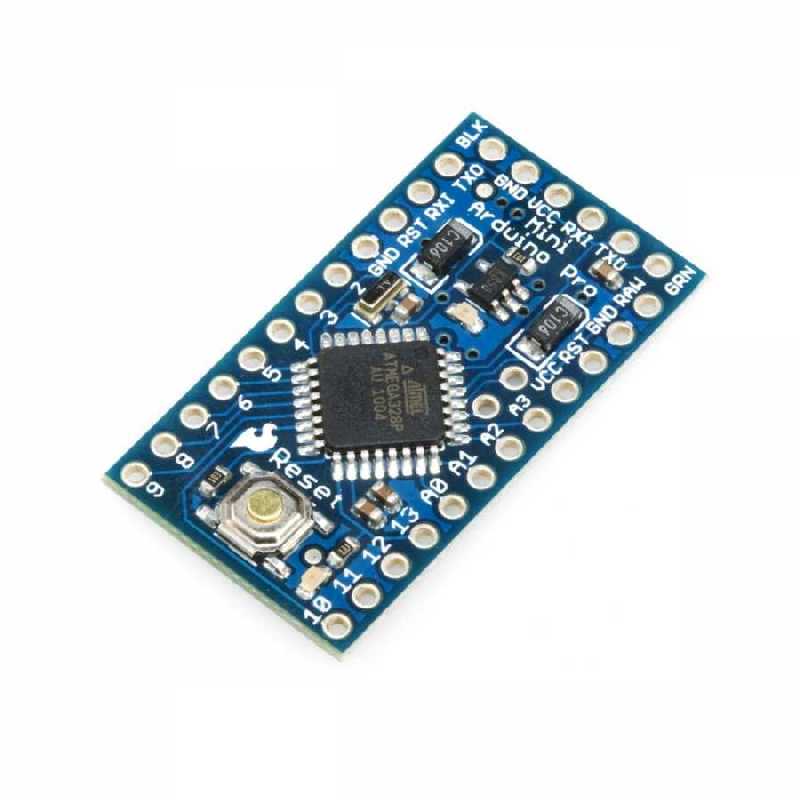 BLK
GND
VCC
RXI
TXO
GRN
TXO
RXI
RST
GND
2
3
4
5
6
7
8
9
Arduino Pro
Mini
C106
C106
RAW
GND
RST
VCC
A3
A2
A1
A0
13
12
11
10
ATMEL
ATMEGA328P
AU 1004
Reset